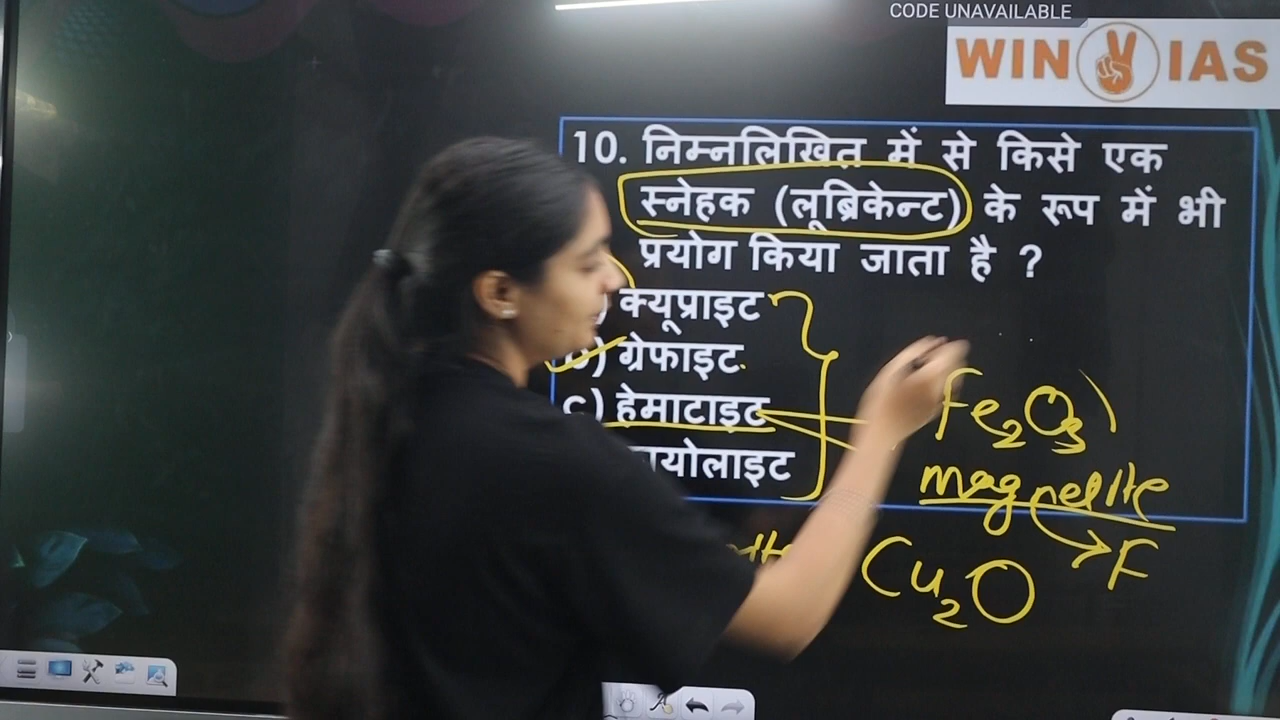 CODE UNAVAILABLE
WIN IAS
10. निम्नलिखित में से किसे एक
स्नेहक (लूब्रिकेन्ट) के रूप में भी
प्रयोग किया जाता है ?
) क्यूप्राइट
b) ग्रेफाइट
c) हेमाटाइट
योलाइट
Fe2O3)
magnetite
F
Cu2O